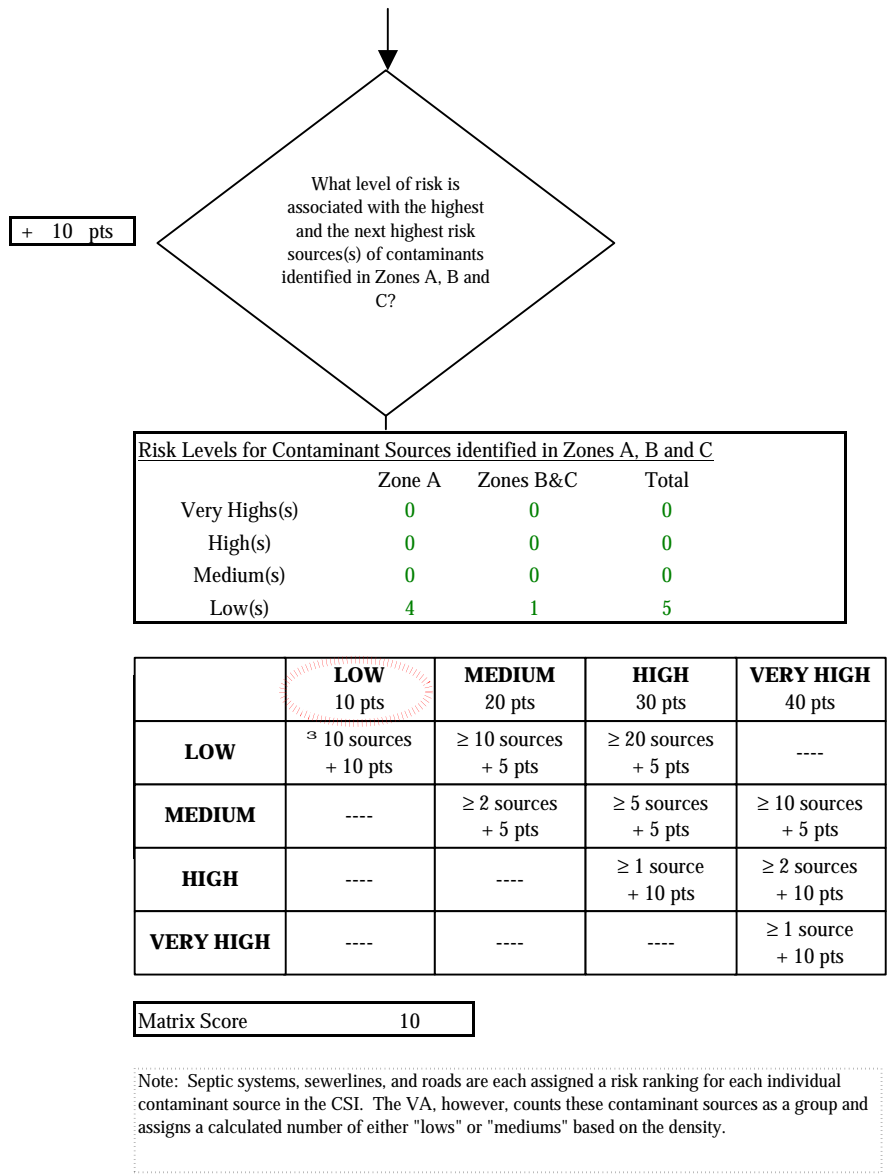 What level of risk is
associated with the highest
and the next highest risk
sources(s) of contaminants
identified in Zones A, B and
C?
+ 10 pts
Risk Levels for Contaminant Sources identified in Zones A, B and C
Zone A Zones B&C Total
Very Highs(s) 0 0 0
High(s) 0 0 0
Medium(s) 0 0 0
Low(s) 4 1 5
LOW MEDIUM HIGH VERY HIGH
10 pts 20 pts 30 pts 40 pts
LOW ³ 10 sources ≥ 10 sources ≥ 20 sources ----
+ 10 pts + 5 pts + 5 pts
MEDIUM ---- ≥ 2 sources ≥ 5 sources ≥ 10 sources
+ 5 pts + 5 pts + 5 pts
HIGH ---- ---- ≥ 1 source ≥ 2 sources
+ 10 pts + 10 pts
VERY HIGH ---- ---- ---- ≥ 1 source
+ 10 pts
Matrix Score 10
Note: Septic systems, sewerlines, and roads are each assigned a risk ranking for each individual
contaminant source in the CSI. The VA, however, counts these contaminant sources as a group and
assigns a calculated number of either "lows" or "mediums" based on the density.